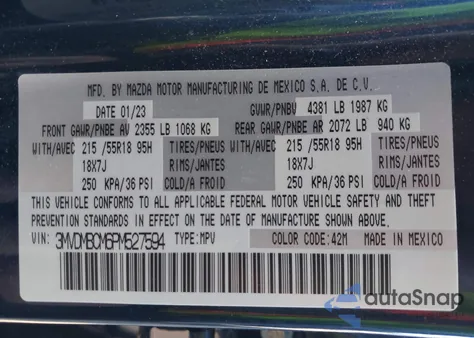 MFD. BY MAZDA MOTOR MANUFACTURING DE MEXICO S.A. DE C.V.
DATE 01/23 GVWR/PNBV 4381 LB 1987 KG
FRONT GAWR/PNBE AV 2355 LB 1068 KG REAR GAWR/PNBE AR 2072 LB 940 KG
WITH/AVEC 215 /55R18 95H TIRES/PNEUS WITH/AVEC 215 /55R18 95H TIRES/PNEUS
18X7J RIMS/JANTES 18X7J RIMS/JANTES
250 KPA/36 PSI COLD/A FROID 250 KPA/36 PSI COLD/A FROID
THIS VEHICLE CONFORMS TO ALL APPLICABLE FEDERAL MOTOR VEHICLE SAFETY AND THEFT
PREVENTION STANDARDS IN EFFECT ON DATE OF MANUFACTURE SHOWN ABOVE.
VIN: 3MVDMBCM6PM527594 TYPE: MPV COLOR CODE: 42M MADE IN MEXICO
autoSnap